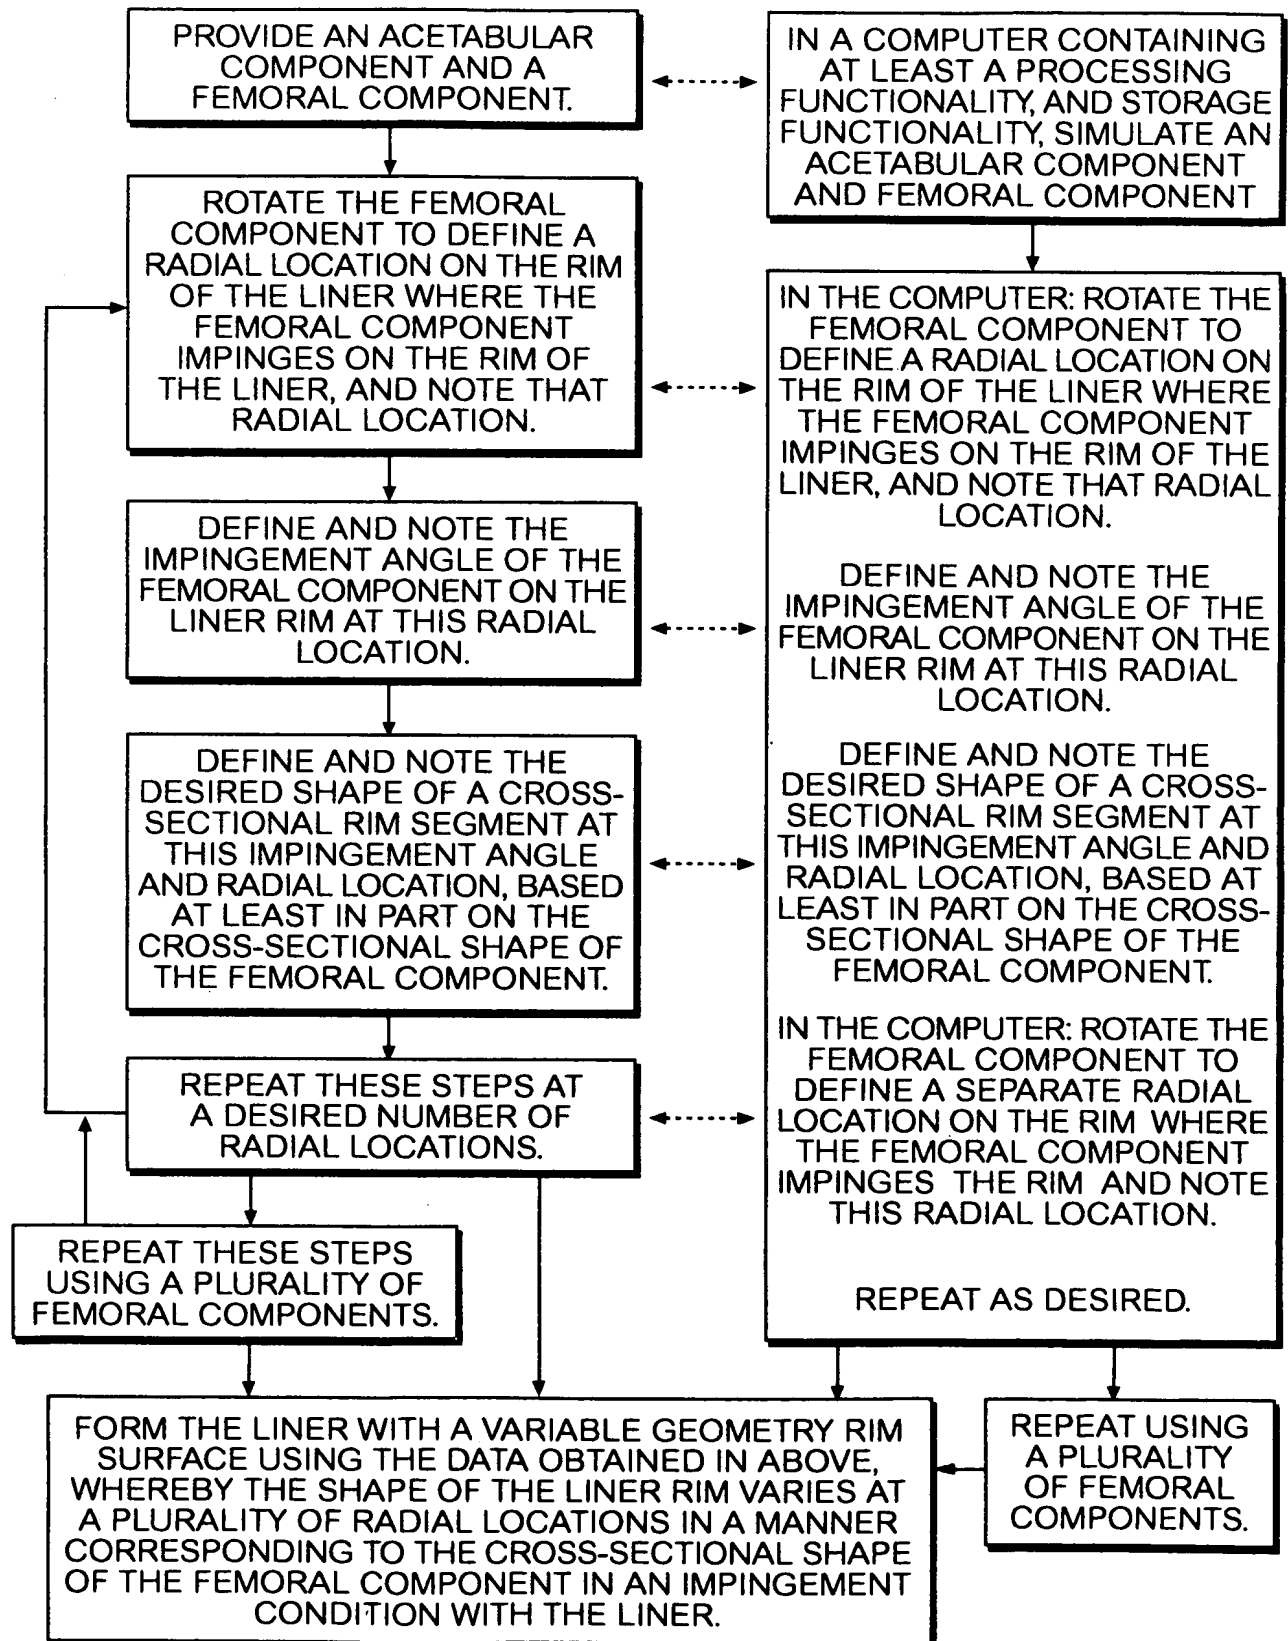 PROVIDE AN ACETABULAR
COMPONENT AND A
FEMORAL COMPONENT.
ROTATE THE FEMORAL
COMPONENT TO DEFINE A
RADIAL LOCATION ON THE RIM
OF THE LINER WHERE THE
FEMORAL COMPONENT
IMPINGES ON THE RIM OF
THE LINER, AND NOTE THAT
RADIAL LOCATION.
DEFINE AND NOTE THE
IMPINGEMENT ANGLE OF THE
FEMORAL COMPONENT ON THE
LINER RIM AT THIS RADIAL
LOCATION.
DEFINE AND NOTE THE
DESIRED SHAPE OF A CROSS-
SECTIONAL RIM SEGMENT AT
THIS IMPINGEMENT ANGLE
AND RADIAL LOCATION, BASED
AT LEAST IN PART ON THE
CROSS-SECTIONAL SHAPE OF
THE FEMORAL COMPONENT.
REPEAT THESE STEPS AT
A DESIRED NUMBER OF
RADIAL LOCATIONS.
REPEAT THESE STEPS
USING A PLURALITY OF
FEMORAL COMPONENTS.
IN A COMPUTER CONTAINING
AT LEAST A PROCESSING
FUNCTIONALITY, AND STORAGE
FUNCTIONALITY, SIMULATE AN
ACETABULAR COMPONENT
AND FEMORAL COMPONENT
IN THE COMPUTER: ROTATE THE
FEMORAL COMPONENT TO
DEFINE A RADIAL LOCATION ON
THE RIM OF THE LINER WHERE
THE FEMORAL COMPONENT
IMPINGES ON THE RIM OF THE
LINER, AND NOTE THAT RADIAL
LOCATION.
DEFINE AND NOTE THE
IMPINGEMENT ANGLE OF THE
FEMORAL COMPONENT ON THE
LINER RIM AT THIS RADIAL
LOCATION.
DEFINE AND NOTE THE
DESIRED SHAPE OF A CROSS-
SECTIONAL RIM SEGMENT AT
THIS IMPINGEMENT ANGLE AND
RADIAL LOCATION, BASED AT
LEAST IN PART ON THE CROSS-
SECTIONAL SHAPE OF THE
FEMORAL COMPONENT.
IN THE COMPUTER: ROTATE THE
FEMORAL COMPONENT TO
DEFINE A SEPARATE RADIAL
LOCATION ON THE RIM WHERE
THE FEMORAL COMPONENT
IMPINGES THE RIM AND NOTE
THIS RADIAL LOCATION.
REPEAT AS DESIRED.
REPEAT USING
A PLURALITY
OF FEMORAL
COMPONENTS.
FORM THE LINER WITH A VARIABLE GEOMETRY RIM
SURFACE USING THE DATA OBTAINED IN ABOVE,
WHEREBY THE SHAPE OF THE LINER RIM VARIES AT
A PLURALITY OF RADIAL LOCATIONS IN A MANNER
CORRESPONDING TO THE CROSS-SECTIONAL SHAPE
OF THE FEMORAL COMPONENT IN AN IMPINGEMENT
CONDITION WITH THE LINER.